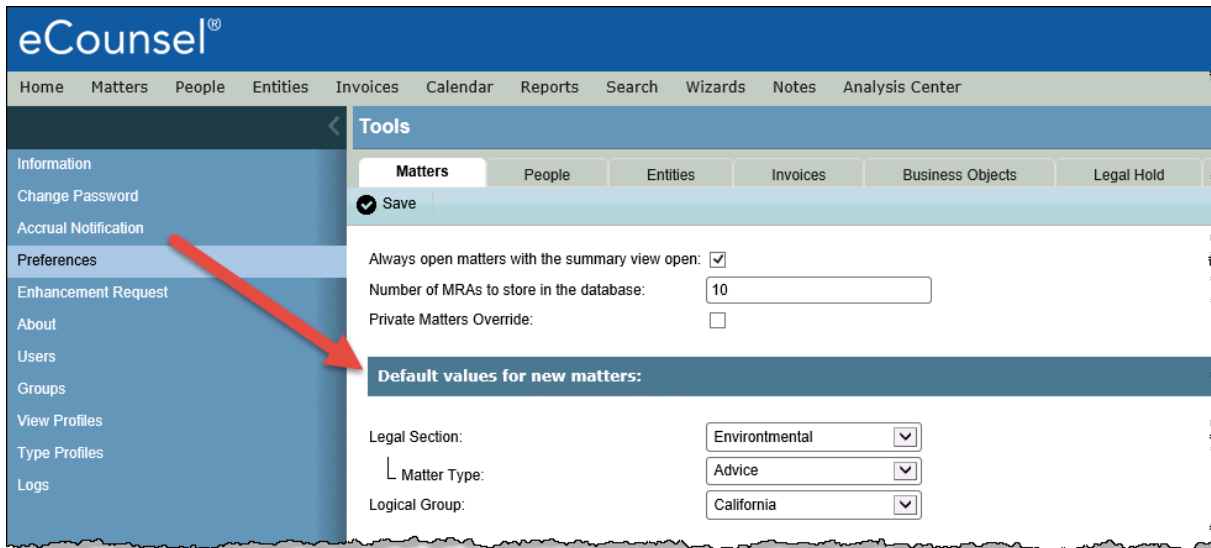 eCounsel®
Home Matters People Entities Invoices Calendar Reports Search Wizards Notes Analysis Center
Tools
Information
Change Password
Accrual Notification
Preferences
Enhancement Request
About
Users
Groups
View Profiles
Type Profiles
Logs
Matters People Entities Invoices Business Objects Legal Hold
Save
Always open matters with the summary view open:
Number of MRAs to store in the database: 10
Private Matters Override:
Default values for new matters:
Legal Section: Environtmental
Matter Type: Advice
Logical Group: California